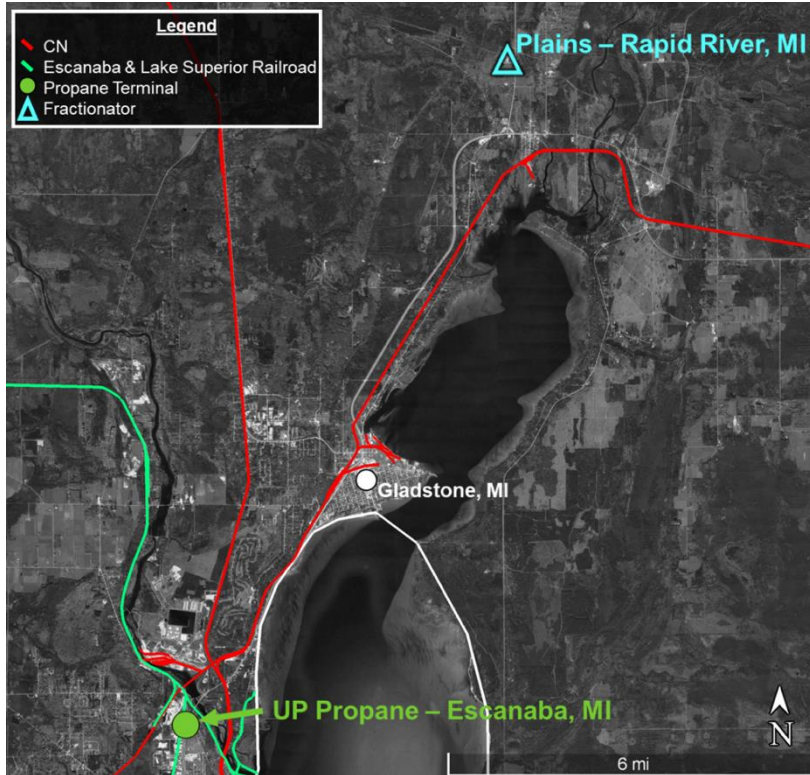 Legend
CN
Escanaba & Lake Superior Railroad
Propane Terminal
Fractionator
Plains – Rapid River, MI
Gladstone, MI
UP Propane – Escanaba, MI
N
6 mi